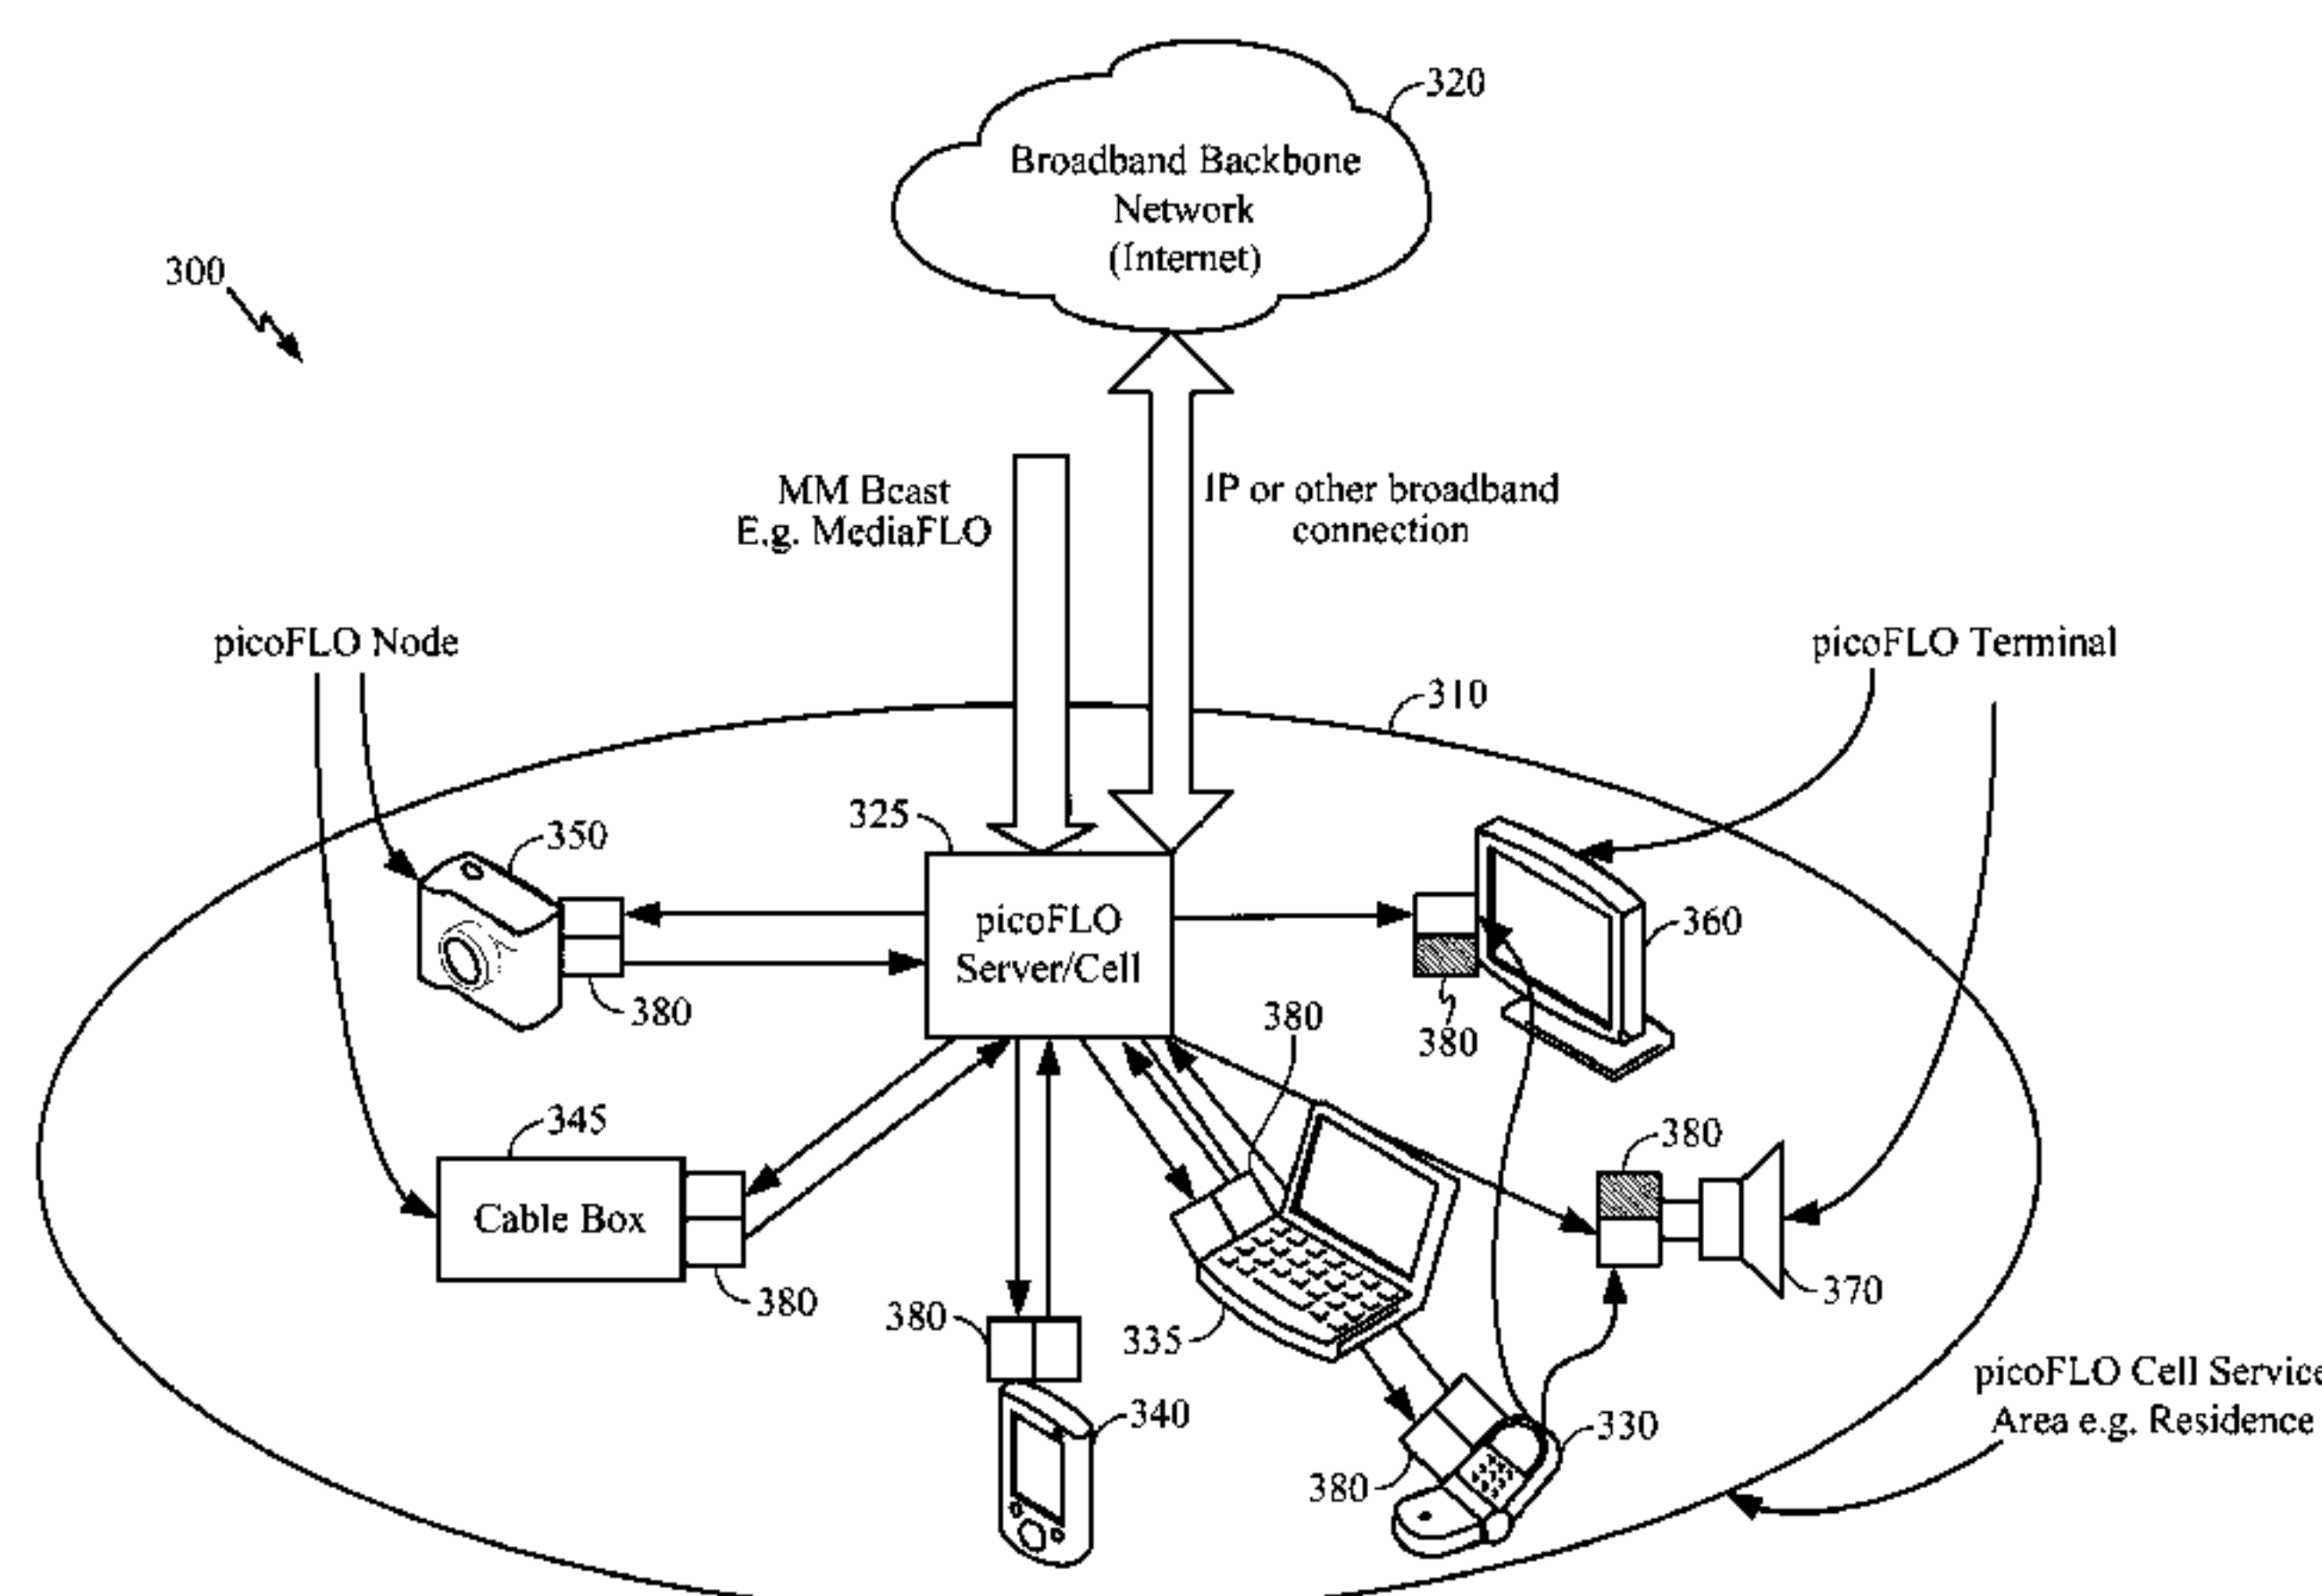 320
Broadband Backbone
Network
(Internet)
300
MM Bcast
E.g. MediaFLO
IP or other broadband
connection
picoFLO Node
picoFLO Terminal
310
325
350
picoFLO
Server/Cell
360
380
380
380
345
Cable Box
380
380
380
335
370
340
380
330
picoFLO Cell Service
Area e.g. Residence